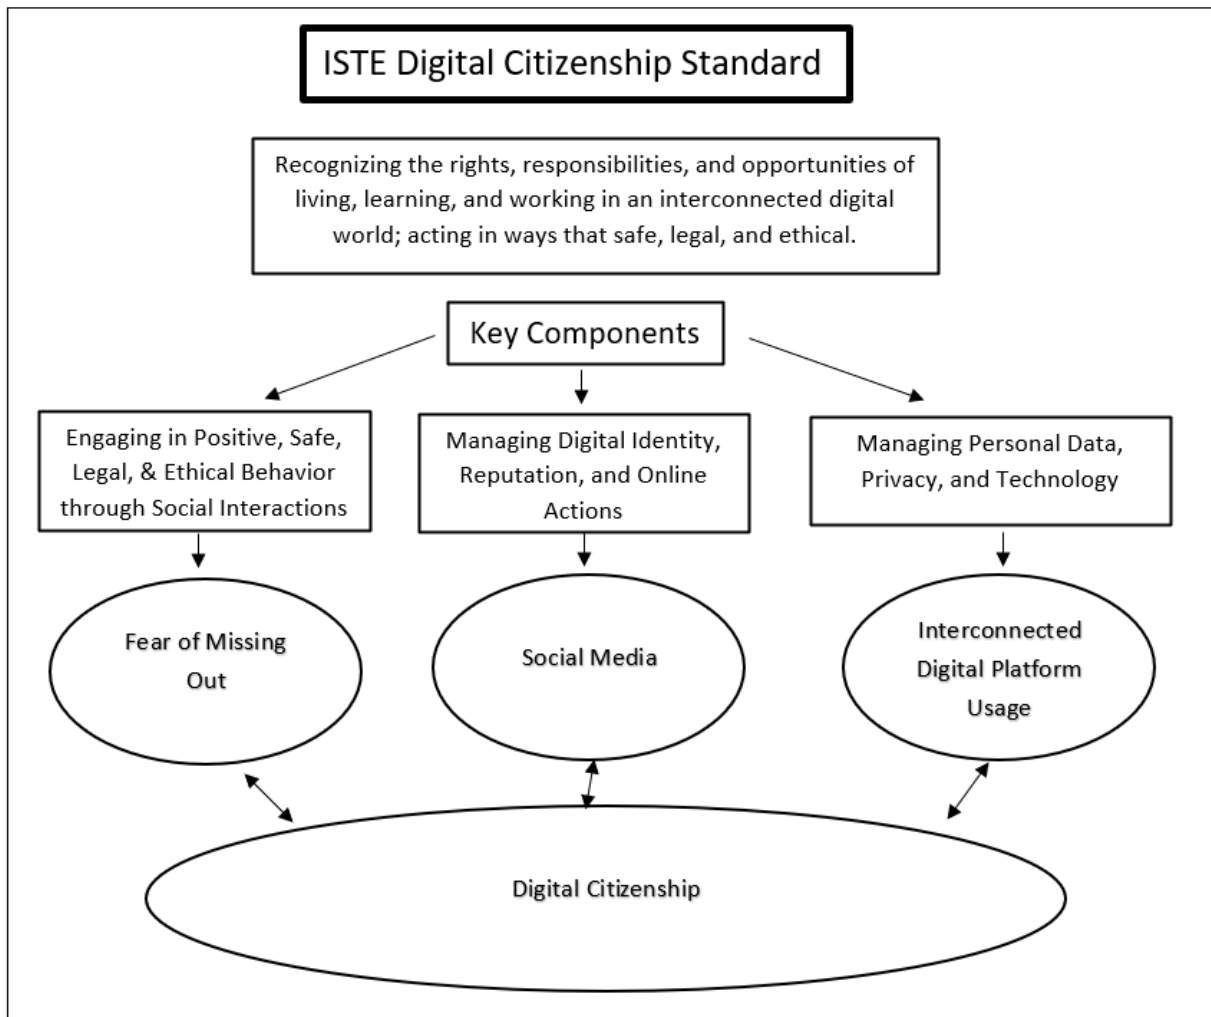 ISTE Digital Citizenship Standard
Recognizing the rights, responsibilities, and opportunities of
living, learning, and working in an interconnected digital
world; acting in ways that safe, legal, and ethical.
Key Components
Engaging in Positive, Safe,
Legal, & Ethical Behavior
through Social Interactions
Managing Digital Identity,
Reputation, and Online
Actions
Managing Personal Data,
Privacy, and Technology
Fear of Missing
Out
Social Media
Interconnected
Digital Platform
Usage
Digital Citizenship